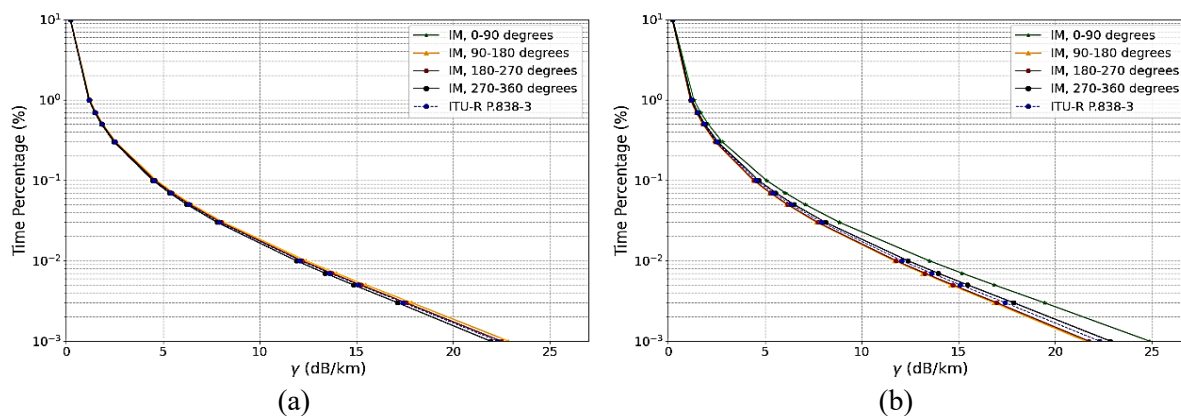 10¹
10⁰
10⁻¹
10⁻²
10⁻³
Time Percentage (%)
IM, 0-90 degrees
IM, 90-180 degrees
IM, 180-270 degrees
IM, 270-360 degrees
ITU-R P.838-3
0 5 10 15 20 25
γ (dB/km)
(a)
10¹
10⁰
10⁻¹
10⁻²
10⁻³
Time Percentage (%)
IM, 0-90 degrees
IM, 90-180 degrees
IM, 180-270 degrees
IM, 270-360 degrees
ITU-R P.838-3
0 5 10 15 20 25
γ (dB/km)
(b)